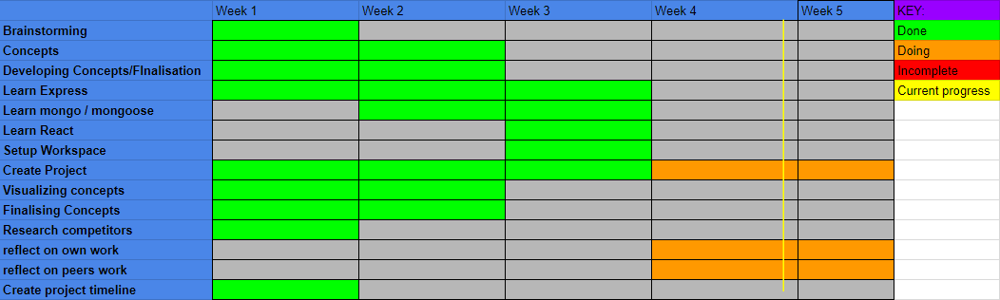 Week 1 Week 2 Week 3 Week 4 Week 5 KEY:
Brainstorming Done
Concepts Doing
Developing Concepts/FInalisation Incomplete
Learn Express Current progress
Learn mongo / mongoose
Learn React
Setup Workspace
Create Project
Visualizing concepts
Finalising Concepts
Research competitors
reflect on own work
reflect on peers work
Create project timeline